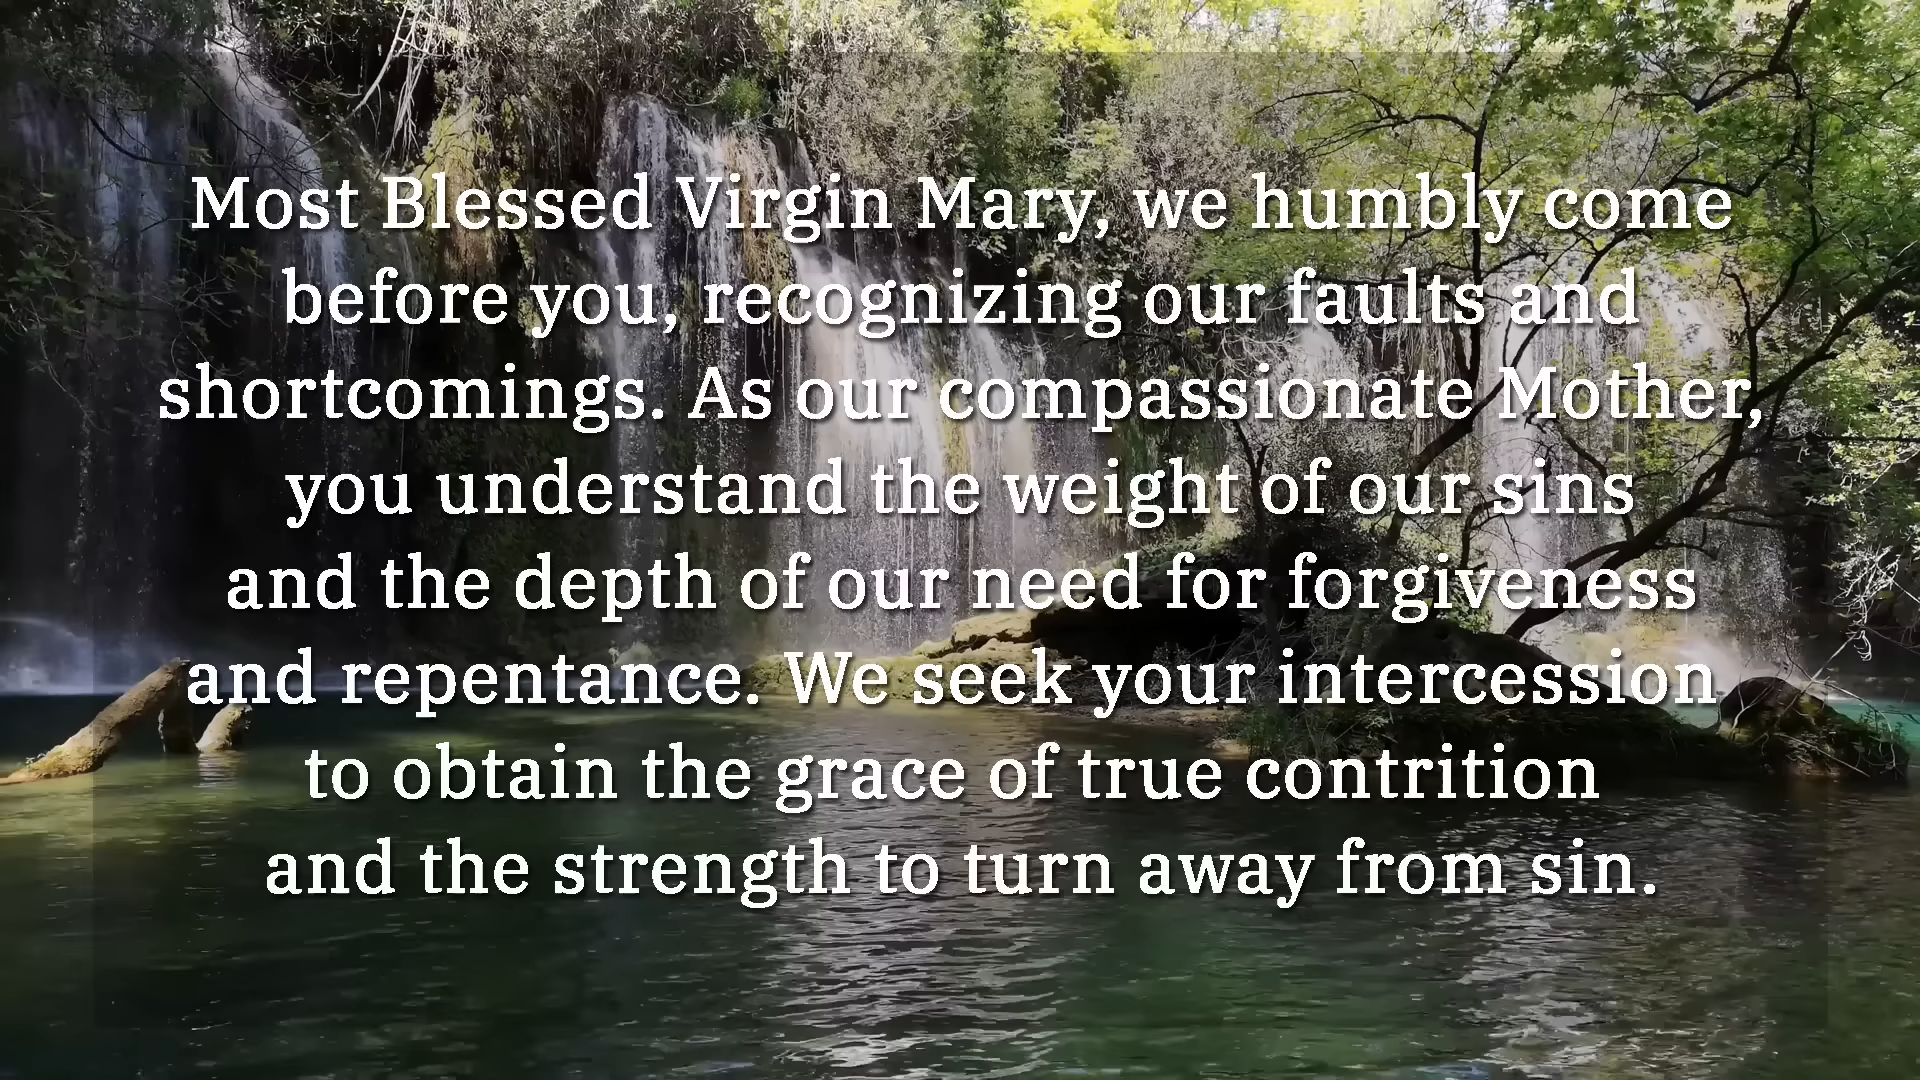 Most Blessed Virgin Mary, we humbly come
before you, recognizing our faults and
shortcomings. As our compassionate Mother,
you understand the weight of our sins
and the depth of our need for forgiveness
and repentance. We seek your intercession
to obtain the grace of true contrition
and the strength to turn away from sin.